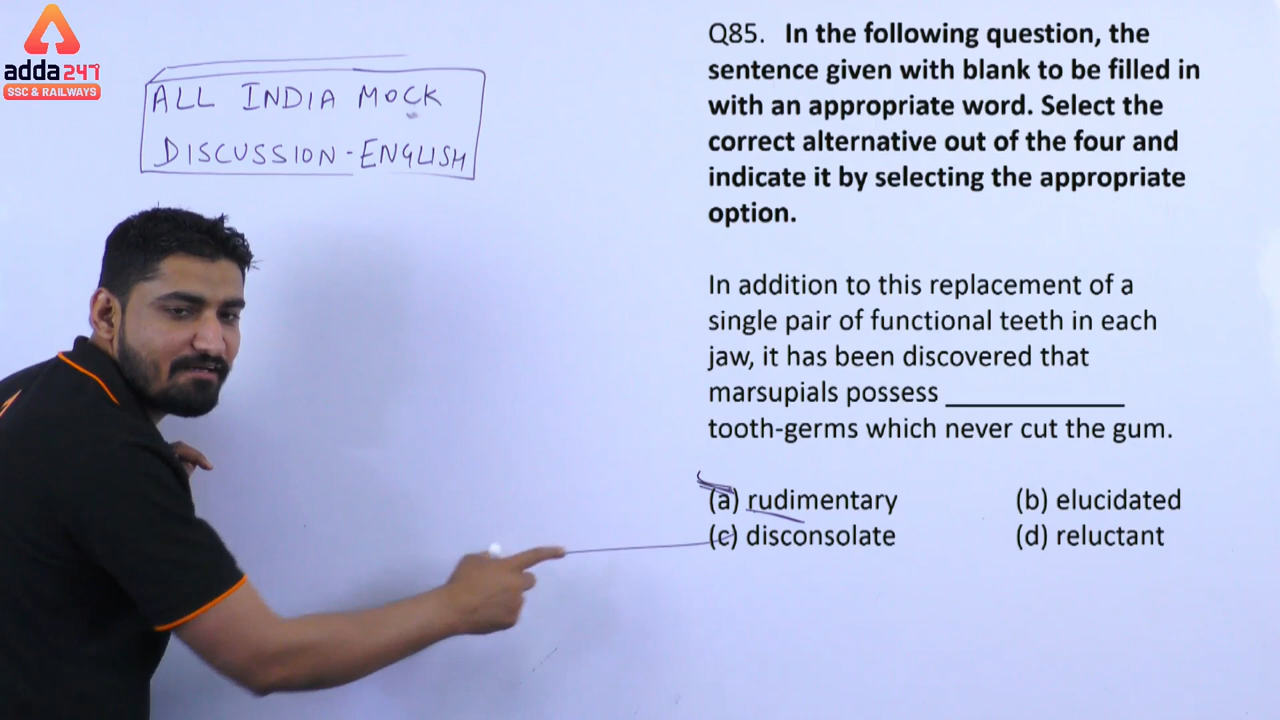 adda247
SSC & RAILWAYS
ALL INDIA MOCK
DISCUSSION-ENGLISH
Q85. In the following question, the
sentence given with blank to be filled in
with an appropriate word. Select the
correct alternative out of the four and
indicate it by selecting the appropriate
option.
In addition to this replacement of a
single pair of functional teeth in each
jaw, it has been discovered that
marsupials possess ____________
tooth-germs which never cut the gum.
(a) rudimentary (b) elucidated
(c) disconsolate (d) reluctant